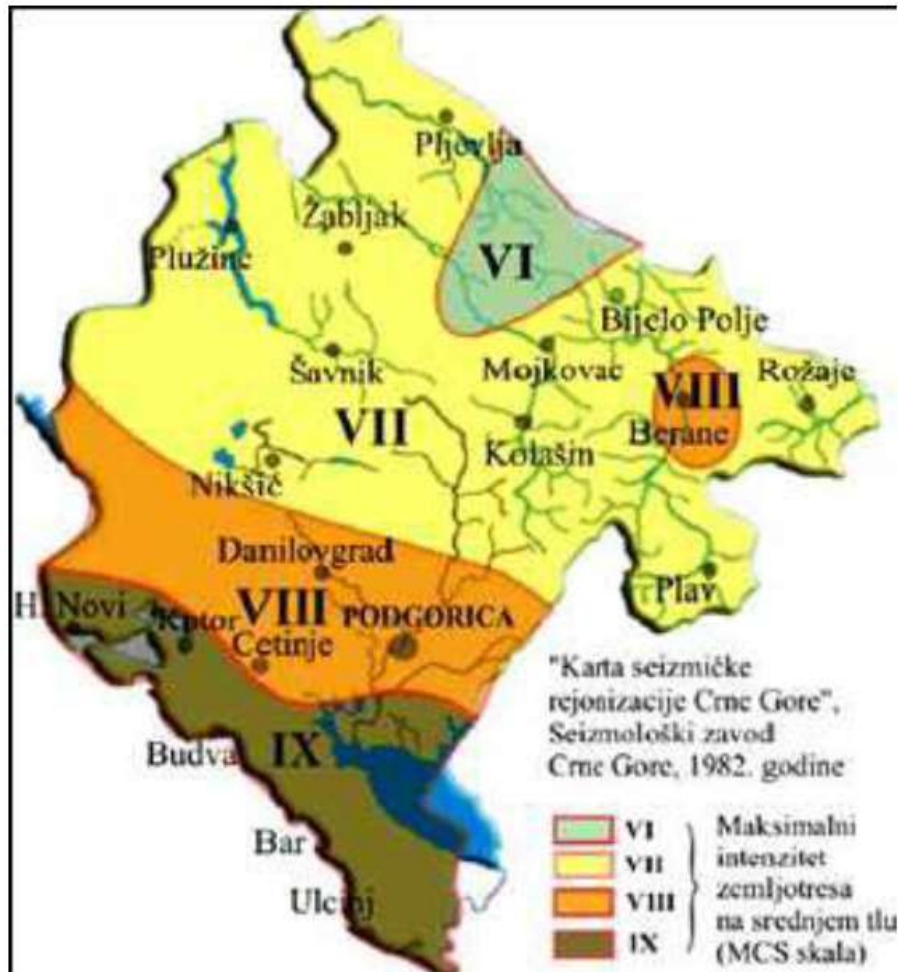 Pljevlja
Žabljak
Plužine
VI
Bijelo Polje
Šavnik
Mojkovac
VIII
Rožaje
VII
Berane
Kolašin
Nikšić
Danilovgrad
Plav
H. Novi
VIII
PODGORICA
Kotor
Cetinje
"Karta seizmičke
rejonizacije Crne Gore",
Seizmološki zavod
Crne Gore, 1982. godine
Budva
IX
Bar
Ulcinj
VI
VII
VIII
IX
Maksimalni
intenzitet
zemljotresa
na srednjem tlu
(MCS skala)